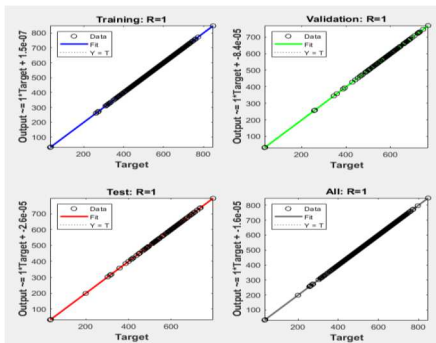 Training: R=1
Output ~= 1*Target + 1.5e-07
800
700
600
500
400
300
200
100
Data
Fit
Y = T
200 400 600 800
Target
Validation: R=1
Output ~= 1*Target + -8.4e-05
700
600
500
400
300
200
100
Data
Fit
Y = T
200 400 600
Target
Test: R=1
Output ~= 1*Target + -2.6e-05
700
600
500
400
300
200
100
Data
Fit
Y = T
200 400 600
Target
All: R=1
Output ~= 1*Target + -1.6e-05
800
700
600
500
400
300
200
100
Data
Fit
Y = T
200 400 600 800
Target